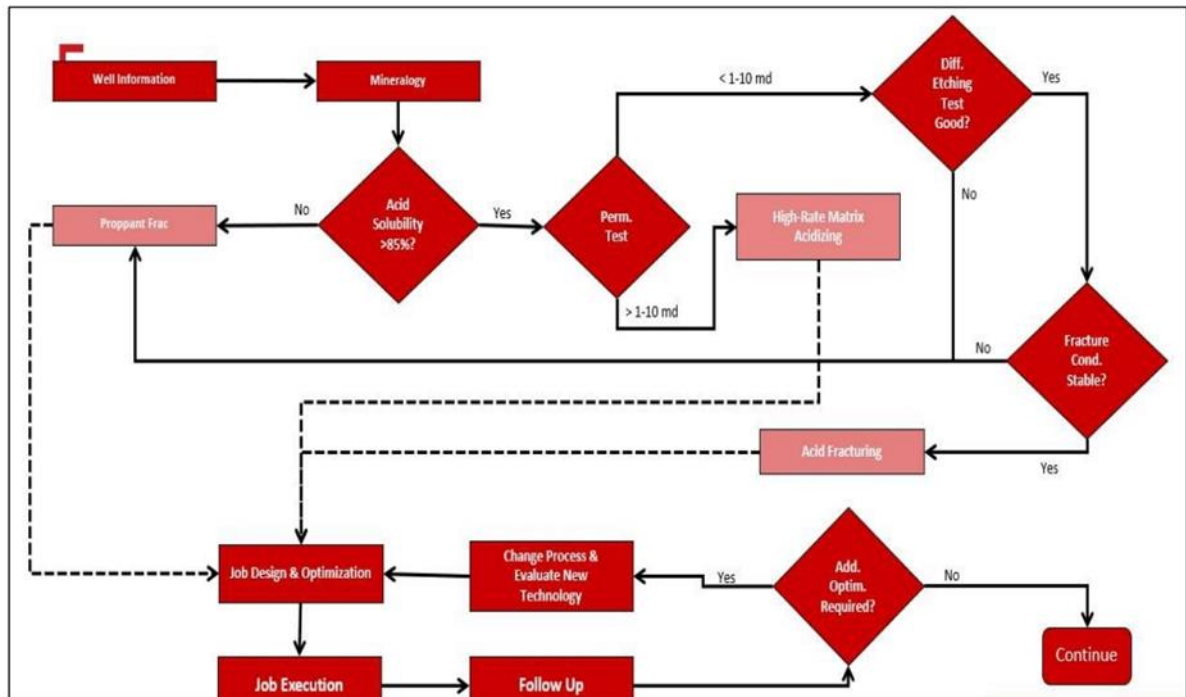 Well Information
Mineralogy
< 1-10 md
Diff.
Etching
Test
Good?
Yes
Proppant Frac
No
Acid
Solubility
>85%?
Yes
Perm.
Test
High-Rate Matrix
Acidizing
No
> 1-10 md
No
Fracture
Cond.
Stable?
Acid Fracturing
Yes
Job Design & Optimization
Change Process &
Evaluate New
Technology
Yes
Add.
Optim.
Required?
No
Continue
Job Execution
Follow Up